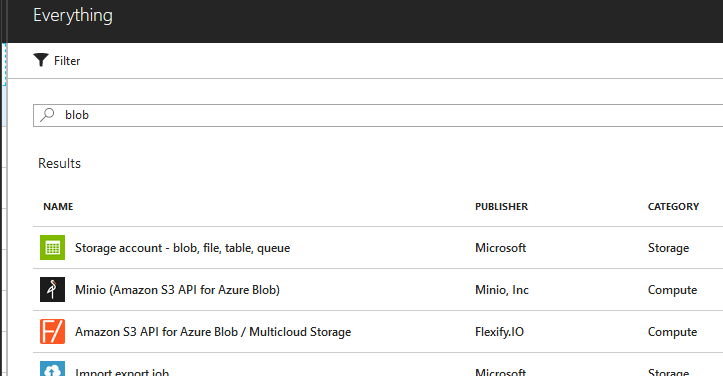 Everything
Filter
blob
Results
NAME PUBLISHER CATEGORY
Storage account - blob, file, table, queue Microsoft Storage
Minio (Amazon S3 API for Azure Blob) Minio, Inc Compute
F/ Amazon S3 API for Azure Blob / Multicloud Storage Flexify.IO Compute
Import export job Microsoft Storage